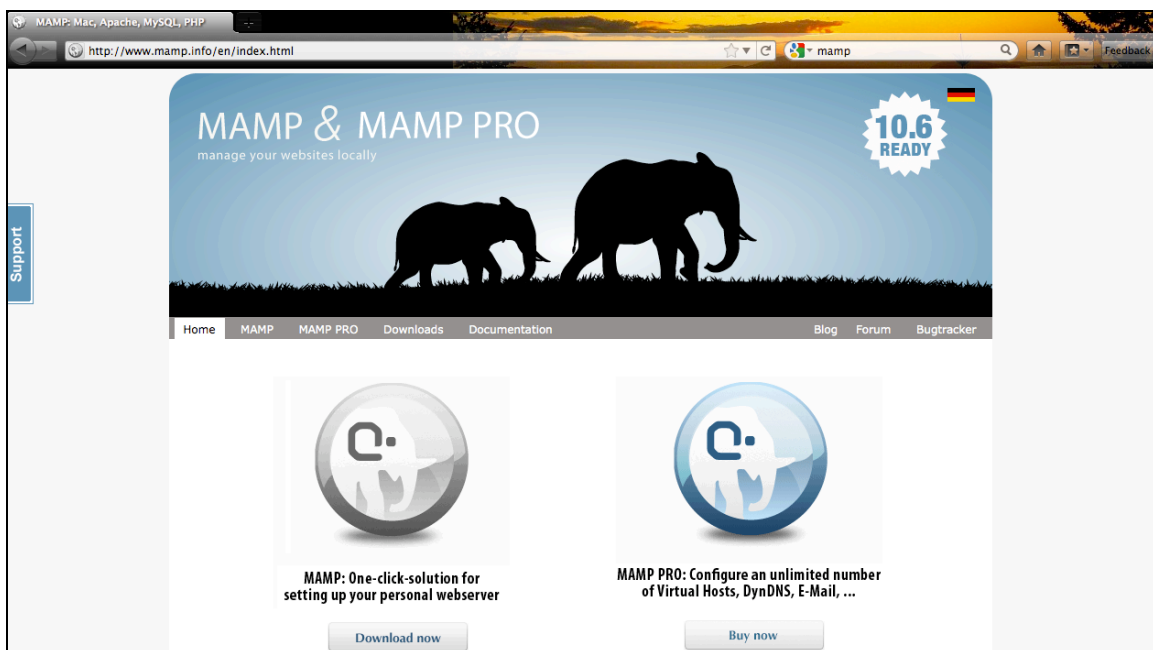 MAMP: Mac, Apache, MySQL, PHP
http://www.mamp.info/en/index.html
mamp
Feedback
MAMP & MAMP PRO
manage your websites locally
10.6
READY
Support
Home MAMP MAMP PRO Downloads Documentation Blog Forum Bugtracker
MAMP: One-click-solution for
setting up your personal webserver
MAMP PRO: Configure an unlimited number
of Virtual Hosts, DynDNS, E-Mail, ...
Download now
Buy now